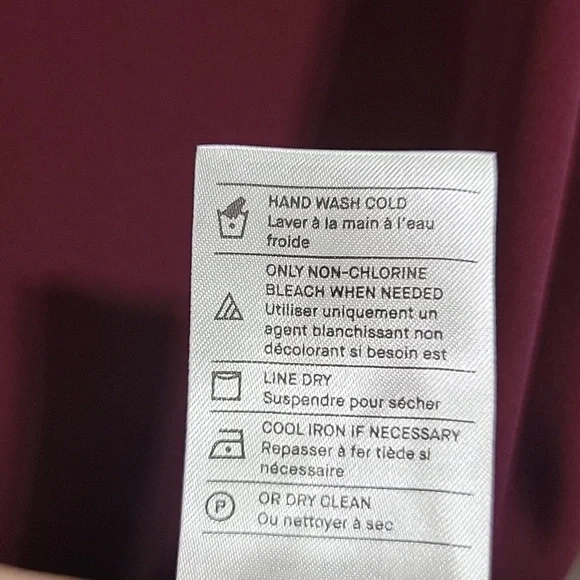 HAND WASH COLD
Laver à la main à l'eau
froide
ONLY NON-CHLORINE
BLEACH WHEN NEEDED
Utiliser uniquement un
agent blanchissant non
décolorant si besoin est
LINE DRY
Suspendre pour sécher
COOL IRON IF NECESSARY
Repasser à fer tiède si
nécessaire
P
OR DRY CLEAN
Ou nettoyer à sec